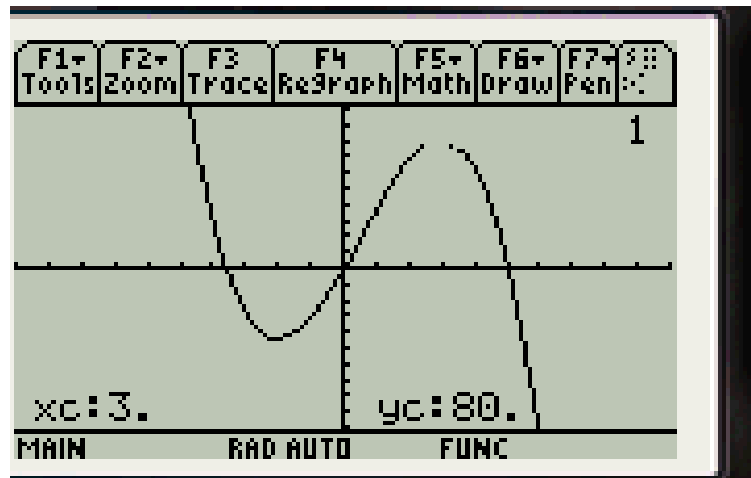 F1 F2 F3 F4 F5 F6 F7
Tools Zoom Trace ReGraph Math Draw Pen
1
xc:3. yc:80.
MAIN RAD AUTO FUNC